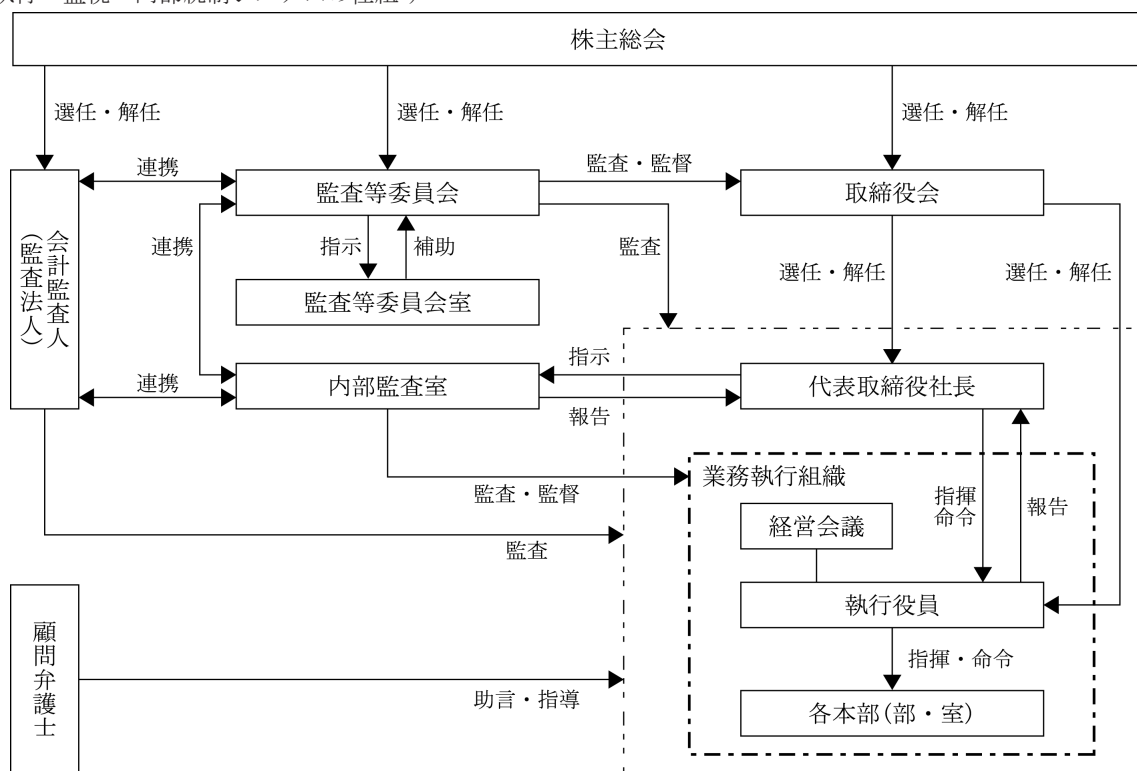 株主総会
選任・解任
選任・解任
選任・解任
連携
監査等委員会
監査・監督
取締役会
連携
指示
補助
監査
選任・解任
選任・解任
会計監査人
(監査法人)
監査等委員会室
指示
連携
内部監査室
代表取締役社長
報告
業務執行組織
監査・監督
指揮
命令
報告
経営会議
監査
執行役員
顧問弁護士
指揮・命令
助言・指導
各本部(部・室)